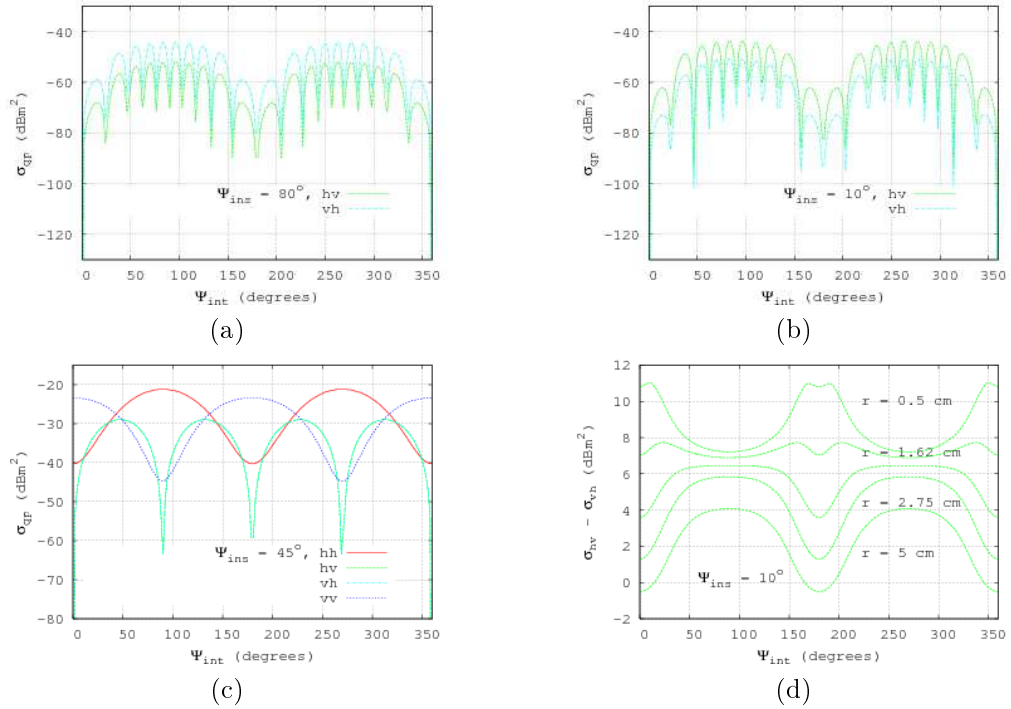 −40
−60
−80
−100
−120
σqp (dBm²)
Ψins − 80°, hv
vh
0 50 100 150 200 250 300 350
Ψint (degrees)
(a)
−40
−60
−80
−100
−120
σqp (dBm²)
Ψins − 10°, hv
vh
0 50 100 150 200 250 300 350
Ψint (degrees)
(b)
−20
−30
−40
−50
−60
−70
−80
σqp (dBm²)
Ψins − 45°, hh
hv
vh
vv
0 50 100 150 200 250 300 350
Ψint (degrees)
(c)
12
10
8
6
4
2
0
−2
σhv − σvh (dBm²)
r = 0.5 cm
r = 1.62 cm
r = 2.75 cm
r = 5 cm
Ψins − 10°
0 50 100 150 200 250 300 350
Ψint (degrees)
(d)